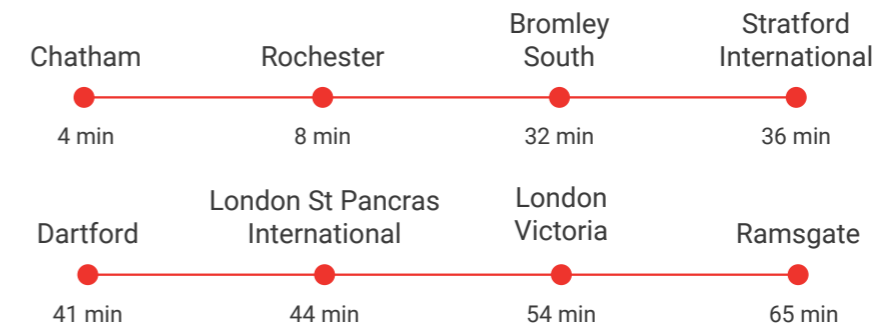 Chatham
Rochester
Bromley
South
Stratford
International
4 min
8 min
32 min
36 min
Dartford
London St Pancras
International
London
Victoria
Ramsgate
41 min
44 min
54 min
65 min